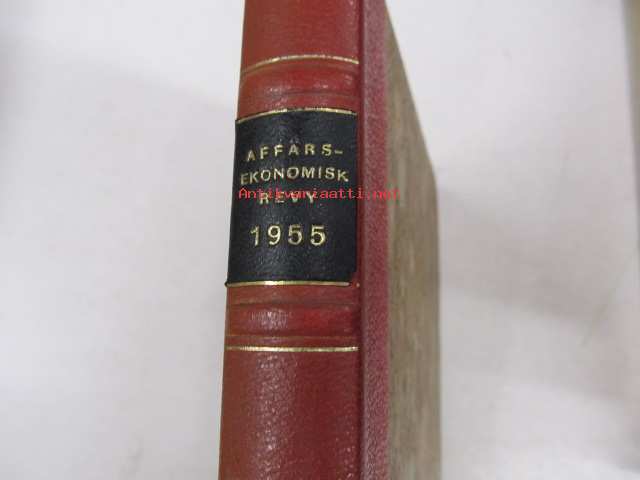 AFFÄRS-
EKONOMISK
Antikvariaatti.net
REVY
1955